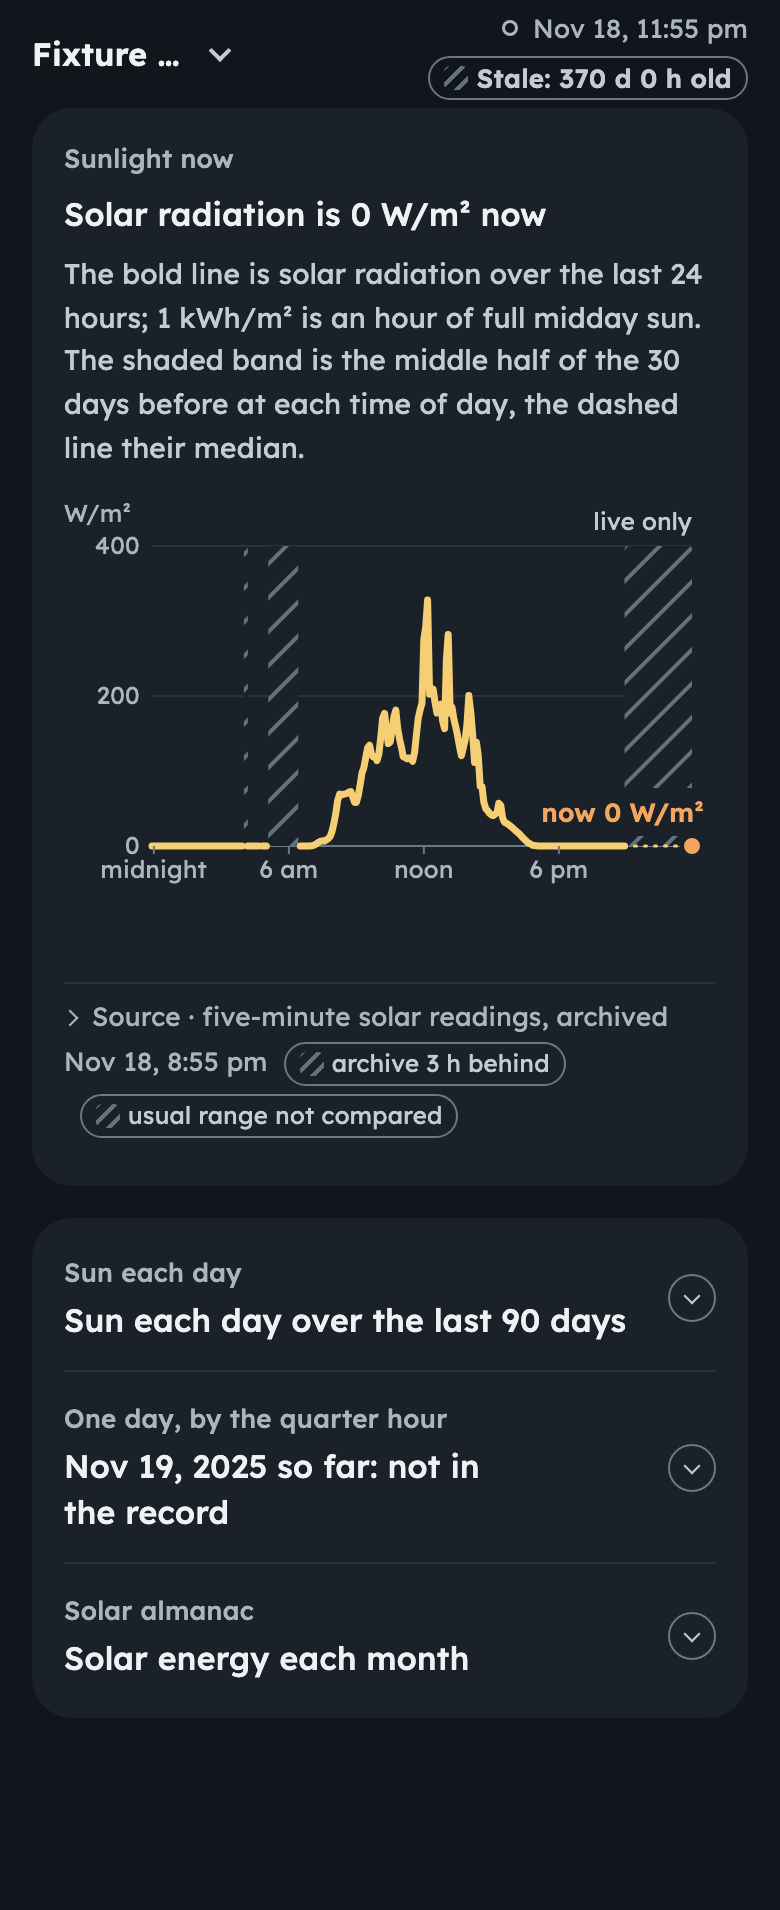 Fixture ...
Nov 18, 11:55 pm
Stale: 370 d 0 h old
Sunlight now
Solar radiation is 0 W/m² now
The bold line is solar radiation over the last 24
hours; 1 kWh/m² is an hour of full midday sun.
The shaded band is the middle half of the 30
days before at each time of day, the dashed
line their median.
W/m²
live only
400
200
now 0 W/m²
0
midnight 6 am noon 6 pm
Source · five-minute solar readings, archived
Nov 18, 8:55 pm archive 3 h behind
usual range not compared
Sun each day
Sun each day over the last 90 days
One day, by the quarter hour
Nov 19, 2025 so far: not in
the record
Solar almanac
Solar energy each month